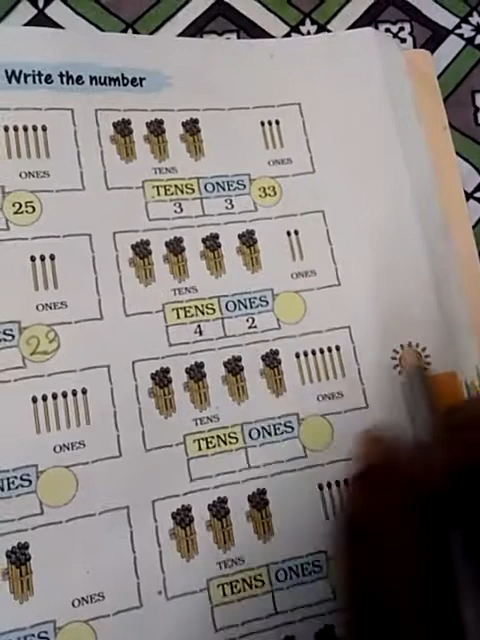 Write the number
ONES
TENS ONES
TENS ONES
25
3 3 33
ONES
TENS ONES
TENS ONES
23
4 2
ONES
TENS ONES
TENS ONES
TENS
ONES
TENS ONES